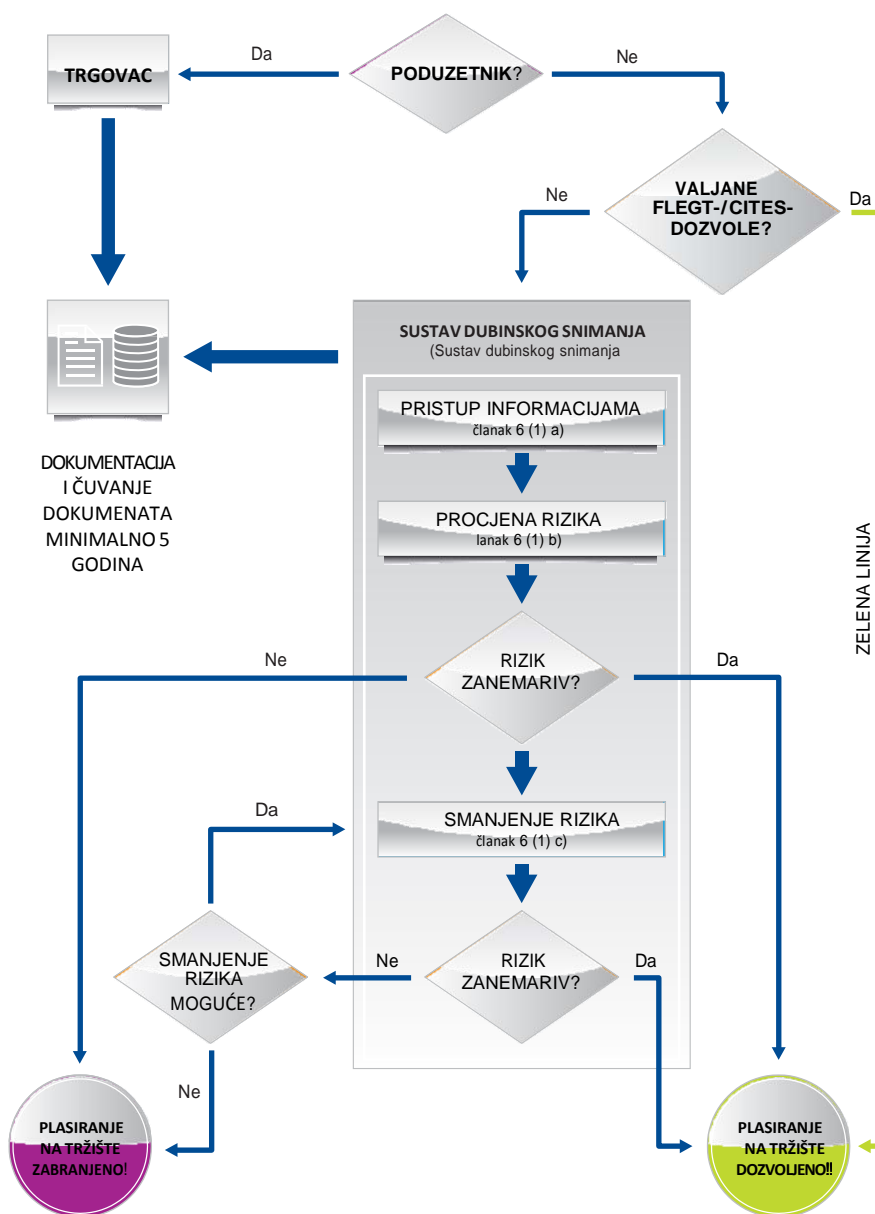 Da
PODUZETNIK?
Ne
TRGOVAC
VALJANE
FLEGT-/CITES-
DOZVOLE?
Ne
Da
SUSTAV DUBINSKOG SNIMANJA
(Sustav dubinskog snimanja
PRISTUP INFORMACIJAMA
članak 6 (1) a)
DOKUMENTACIJA
I ČUVANJE
DOKUMENATA
MINIMALNO 5
GODINA
PROCJENA RIZIKA
lanak 6 (1) b)
ZELENA LINIJA
Ne
RIZIK
ZANEMARIV?
Da
Da
SMANJENJE RIZIKA
članak 6 (1) c)
SMANJENJE
RIZIKA
MOGUĆE?
Ne
RIZIK
ZANEMARIV?
Da
Ne
PLASIRANJE
NA TRŽIŠTE
ZABRANJENO!
PLASIRANJE
NA TRŽIŠTE
DOZVOLJENO!!